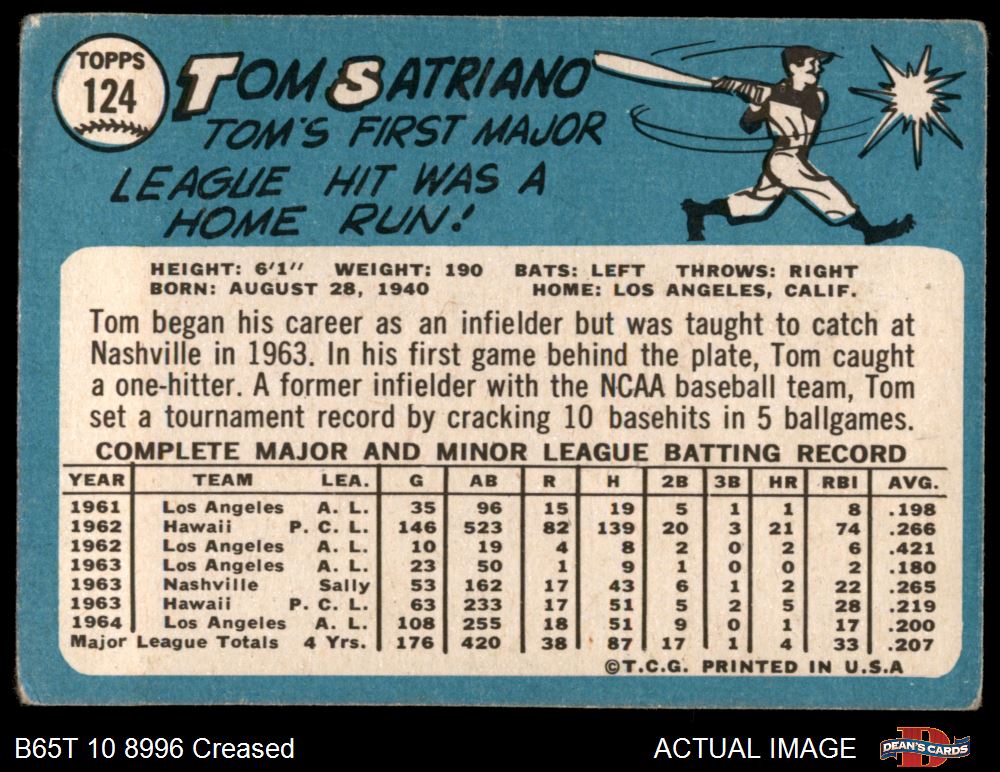 TOPPS
124
TOM SATRIANO
TOM'S FIRST MAJOR
LEAGUE HIT WAS A
HOME RUN!
HEIGHT: 6'1" WEIGHT: 190 BATS: LEFT THROWS: RIGHT
BORN: AUGUST 28, 1940 HOME: LOS ANGELES, CALIF.
Tom began his career as an infielder but was taught to catch at
Nashville in 1963. In his first game behind the plate, Tom caught
a one-hitter. A former infielder with the NCAA baseball team, Tom
set a tournament record by cracking 10 basehits in 5 ballgames.
COMPLETE MAJOR AND MINOR LEAGUE BATTING RECORD
YEAR TEAM LEA. G AB R H 2B 3B HR RBI AVG.
1961 Los Angeles A. L. 35 96 15 19 5 1 1 8 .198
1962 Hawaii P. C. L. 146 523 82 139 20 3 21 74 .266
1962 Los Angeles A. L. 10 19 4 8 2 0 2 6 .421
1963 Los Angeles A. L. 23 50 1 9 1 0 0 2 .180
1963 Nashville Sally 53 162 17 43 6 1 2 22 .265
1963 Hawaii P. C. L. 63 233 17 51 5 2 5 28 .219
1964 Los Angeles A. L. 108 255 18 51 9 0 1 17 .200
Major League Totals 4 Yrs. 176 420 38 87 17 1 4 33 .207
©T.C.G. PRINTED IN U.S.A
B65T 10 8996 Creased ACTUAL IMAGE DEAN'S CARDS